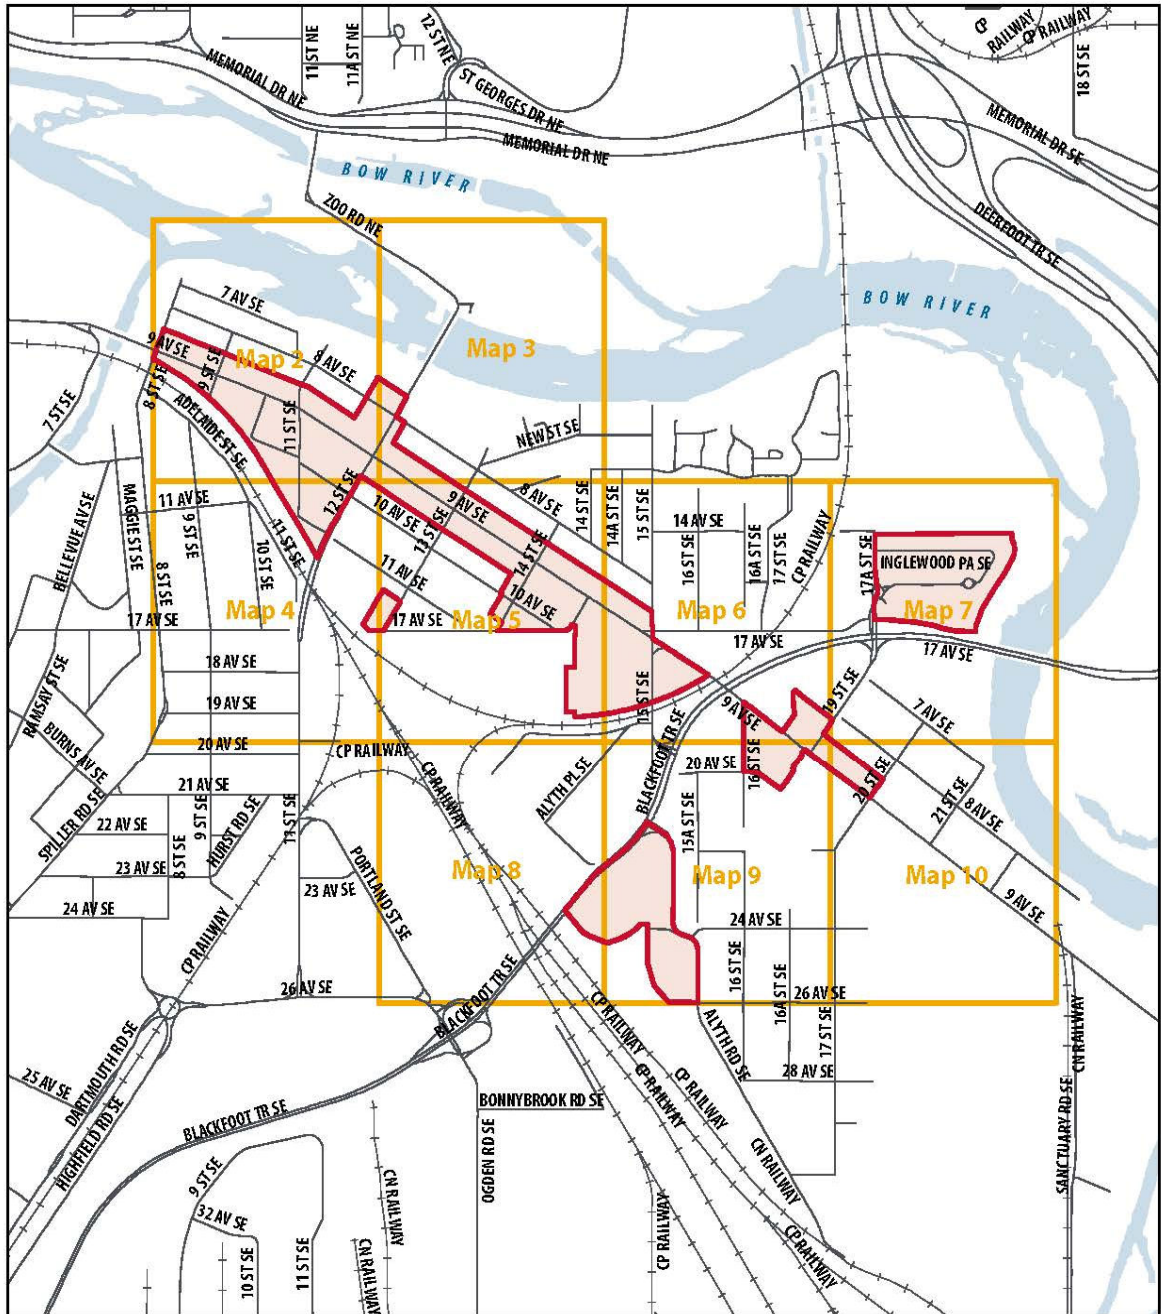 CP RAILWAY
CP RAILWAY
18 ST SE
11 ST NE
11A ST NE
12 ST NE
MEMORIAL DR NE
ST GEORGES DR NE
MEMORIAL DR NE
MEMORIAL DR SE
BOW RIVER
ZOO RD NE
DEERFOOT TR SE
BOW RIVER
7 AV SE
9 AV SE
Map 2
8 AV SE
Map 3
9 ST SE
8 ST SE
7 ST SE
ADELAIDE ST SE
11 ST SE
NEW ST SE
12 ST SE
8 AV SE
9 AV SE
10 AV SE
13 ST SE
14 ST SE
14A ST SE
15 ST SE
11 AV SE
MAGGIE ST SE
BELLEVUE AV SE
9 ST SE
10 ST SE
11 ST SE
8 ST SE
14 AV SE
16 ST SE
16A ST SE
17 ST SE
CP RAILWAY
17A ST SE
INGLEWOOD PA SE
14 ST SE
11 AV SE
10 AV SE
Map 4
Map 5
Map 6
Map 7
17 AV SE
17 AV SE
17 AV SE
17 AV SE
18 AV SE
19 AV SE
RAMSAY ST SE
BURNS AV SE
15 ST SE
9 AV SE
19 ST SE
7 AV SE
20 AV SE
CP RAILWAY
CP RAILWAY
BLACKFOOT TR SE
20 AV SE
16 ST SE
20 ST SE
21 AV SE
ALYTH PL SE
21 ST SE
8 AV SE
SPILLER RD SE
22 AV SE
9 ST SE
HURST RD SE
11 ST SE
8 ST SE
15A ST SE
23 AV SE
23 AV SE
PORTLAND ST SE
Map 8
Map 9
Map 10
24 AV SE
24 AV SE
9 AV SE
CP RAILWAY
16 ST SE
16A ST SE
26 AV SE
26 AV SE
BLACKFOOT TR SE
CP RAILWAY
ALYTH RD SE
17 ST SE
CN RAILWAY
28 AV SE
25 AV SE
DARTMOUTH RD SE
HIGHFIELD RD SE
BLACKFOOT TR SE
BONNYBROOK RD SE
CP RAILWAY
CP RAILWAY
OGDEN RD SE
SANCTUARY RD SE
CN RAILWAY
9 ST SE
32 AV SE
10 ST SE
11 ST SE
CN RAILWAY
CN RAILWAY
CP RAILWAY
CP RAILWAY